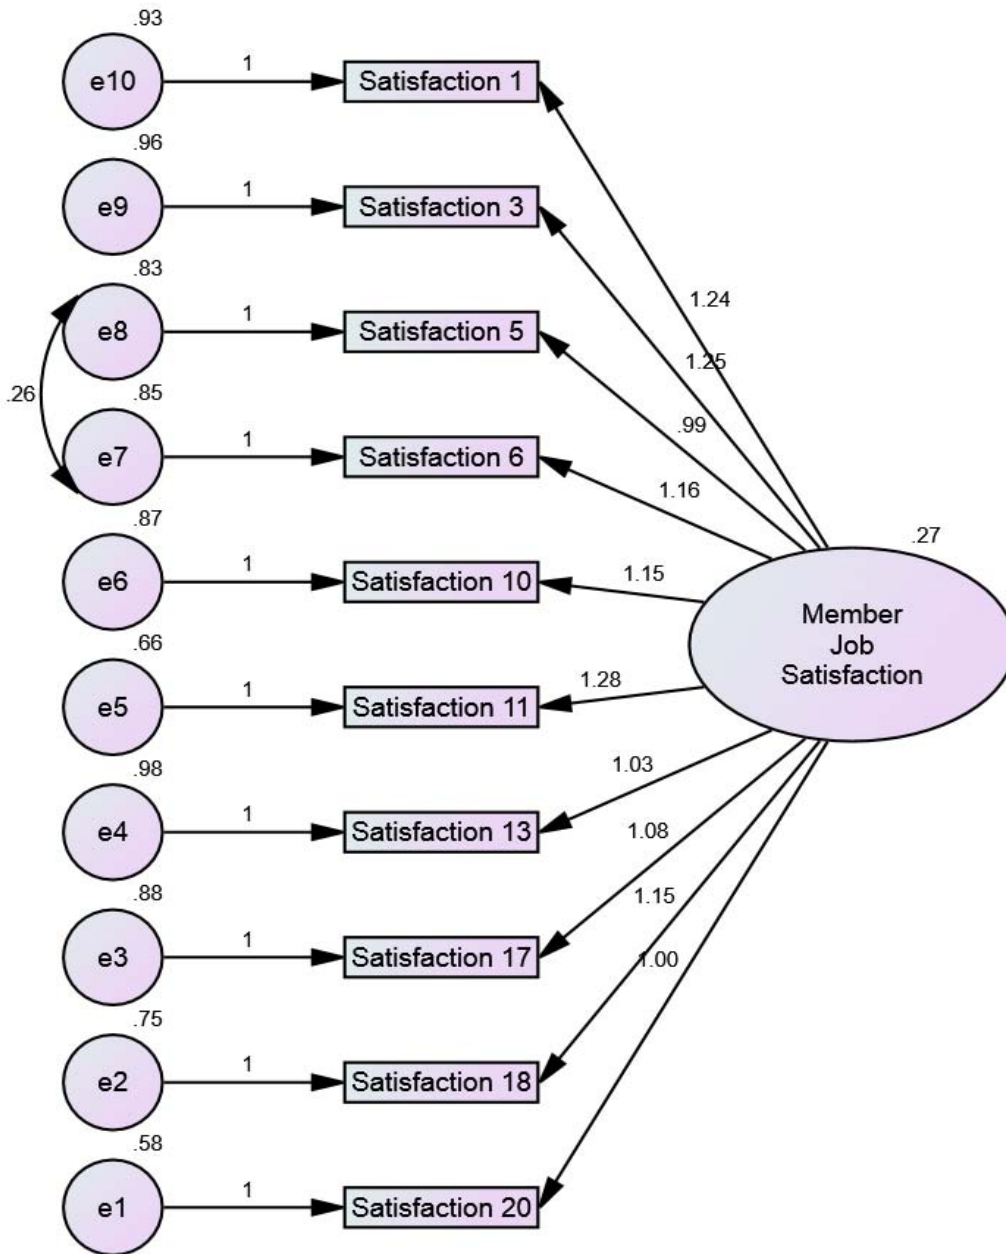 .93
e10
1
Satisfaction 1
.96
e9
1
Satisfaction 3
.83
e8
1
Satisfaction 5
.26
.85
e7
1
Satisfaction 6
.87
e6
1
Satisfaction 10
.66
e5
1
Satisfaction 11
.98
e4
1
Satisfaction 13
.88
e3
1
Satisfaction 17
.75
e2
1
Satisfaction 18
.58
e1
1
Satisfaction 20
1.24
1.25
.99
1.16
1.15
1.28
1.03
1.08
1.15
1.00
.27
Member
Job
Satisfaction